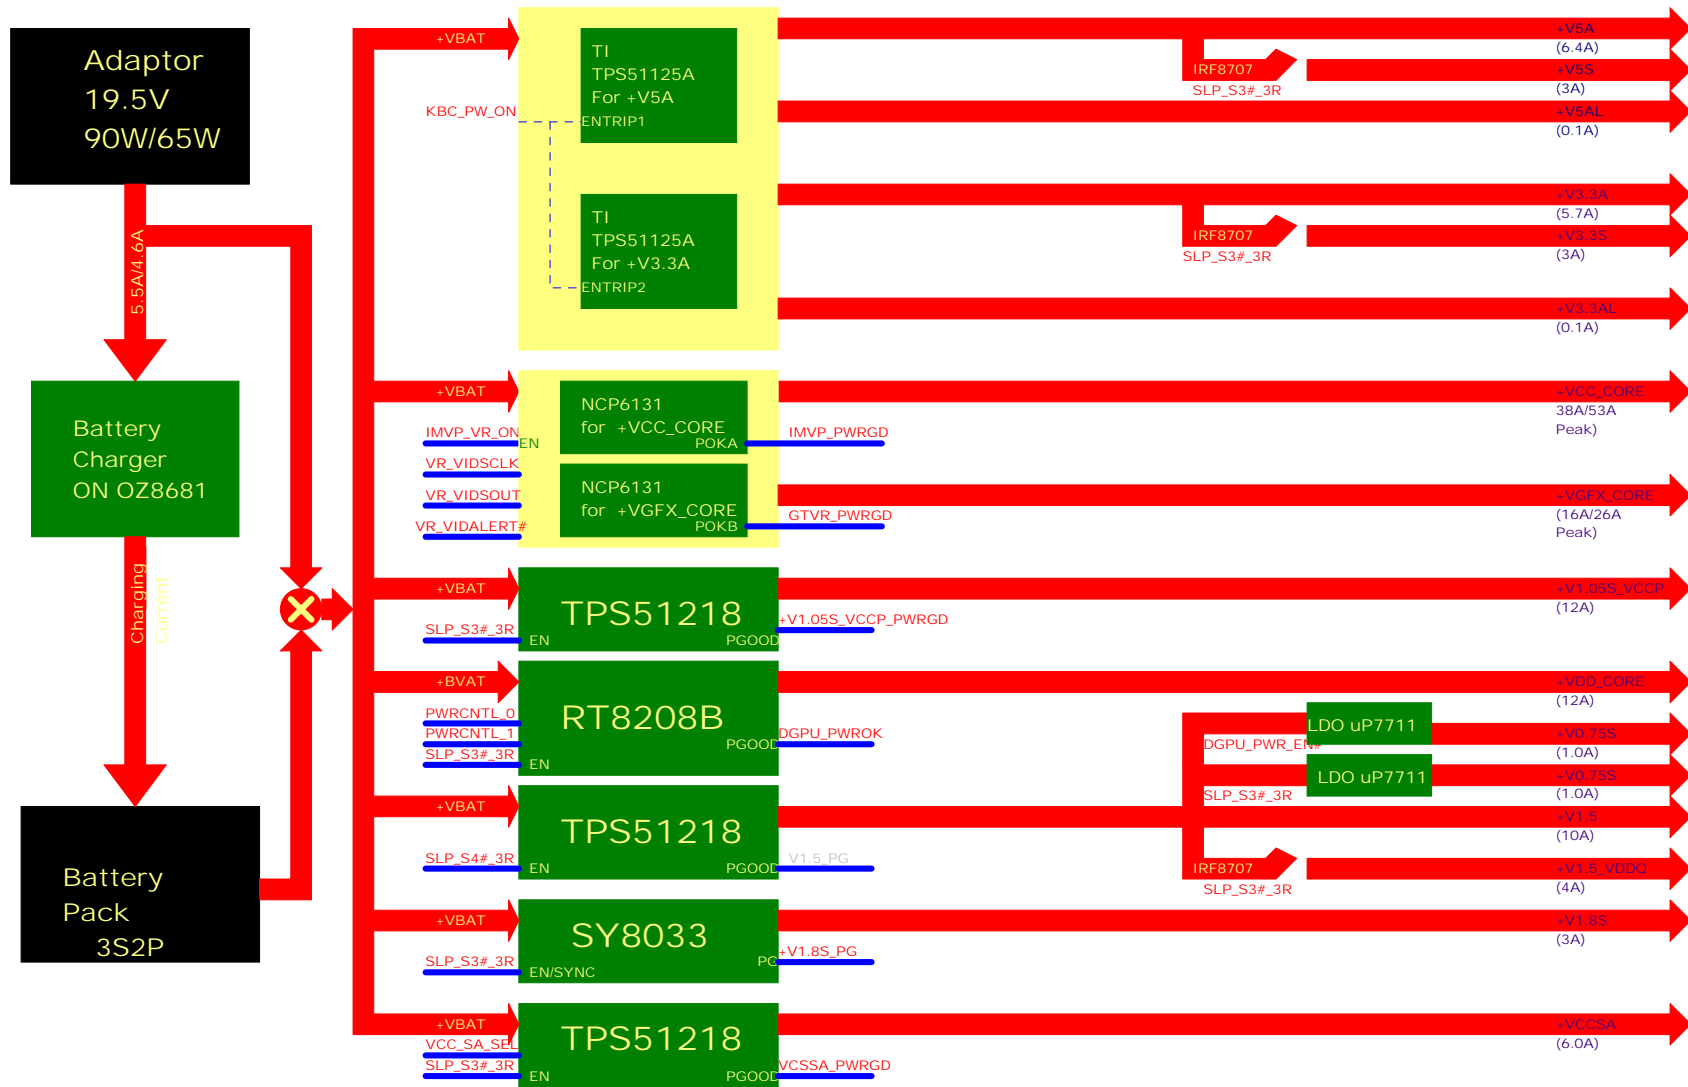 Adaptor
19.5V
90W/65W
5.5A/4.6A
Battery
Charger
ON OZ8681
Charging
Current
Battery
Pack
3S2P
+VBAT
KBC_PW_ON
TI
TPS51125A
For +V5A
ENTRIP1
TI
TPS51125A
For +V3.3A
ENTRIP2
+V5A
(6.4A)
IRF8707
SLP_S3#_3R
+V5S
(3A)
+V5AL
(0.1A)
+V3.3A
(5.7A)
IRF8707
SLP_S3#_3R
+V3.3S
(3A)
+V3.3AL
(0.1A)
+VBAT
IMVP_VR_ON
EN
VR_VIDSCLK
VR_VIDSOUT
VR_VIDALERT#
NCP6131
for +VCC_CORE
POKA
IMVP_PWRGD
NCP6131
for +VGFX_CORE
POKB
GTVR_PWRGD
+VCC_CORE
38A/53A
Peak)
+VGFX_CORE
(16A/26A
Peak)
+VBAT
SLP_S3#_3R
TPS51218
EN
PGOOD
+V1.05S_VCCP_PWRGD
+V1.05S_VCCP
(12A)
+BVAT
PWRCNTL_0
PWRCNTL_1
SLP_S3#_3R
RT8208B
EN
PGOOD
DGPU_PWROK
+VDD_CORE
(12A)
LDO uP7711
DGPU_PWR_EN#
+V0.75S
(1.0A)
LDO uP7711
SLP_S3#_3R
+V0.75S
(1.0A)
+VBAT
SLP_S4#_3R
TPS51218
EN
PGOOD
V1.5_PG
+V1.5
(10A)
IRF8707
SLP_S3#_3R
+V1.5_VDDQ
(4A)
+VBAT
SLP_S3#_3R
SY8033
EN/SYNC
PG
+V1.8S_PG
+V1.8S
(3A)
+VBAT
VCC_SA_SEL
SLP_S3#_3R
TPS51218
EN
PGOOD
VCSSA_PWRGD
+VCCSA
(6.0A)